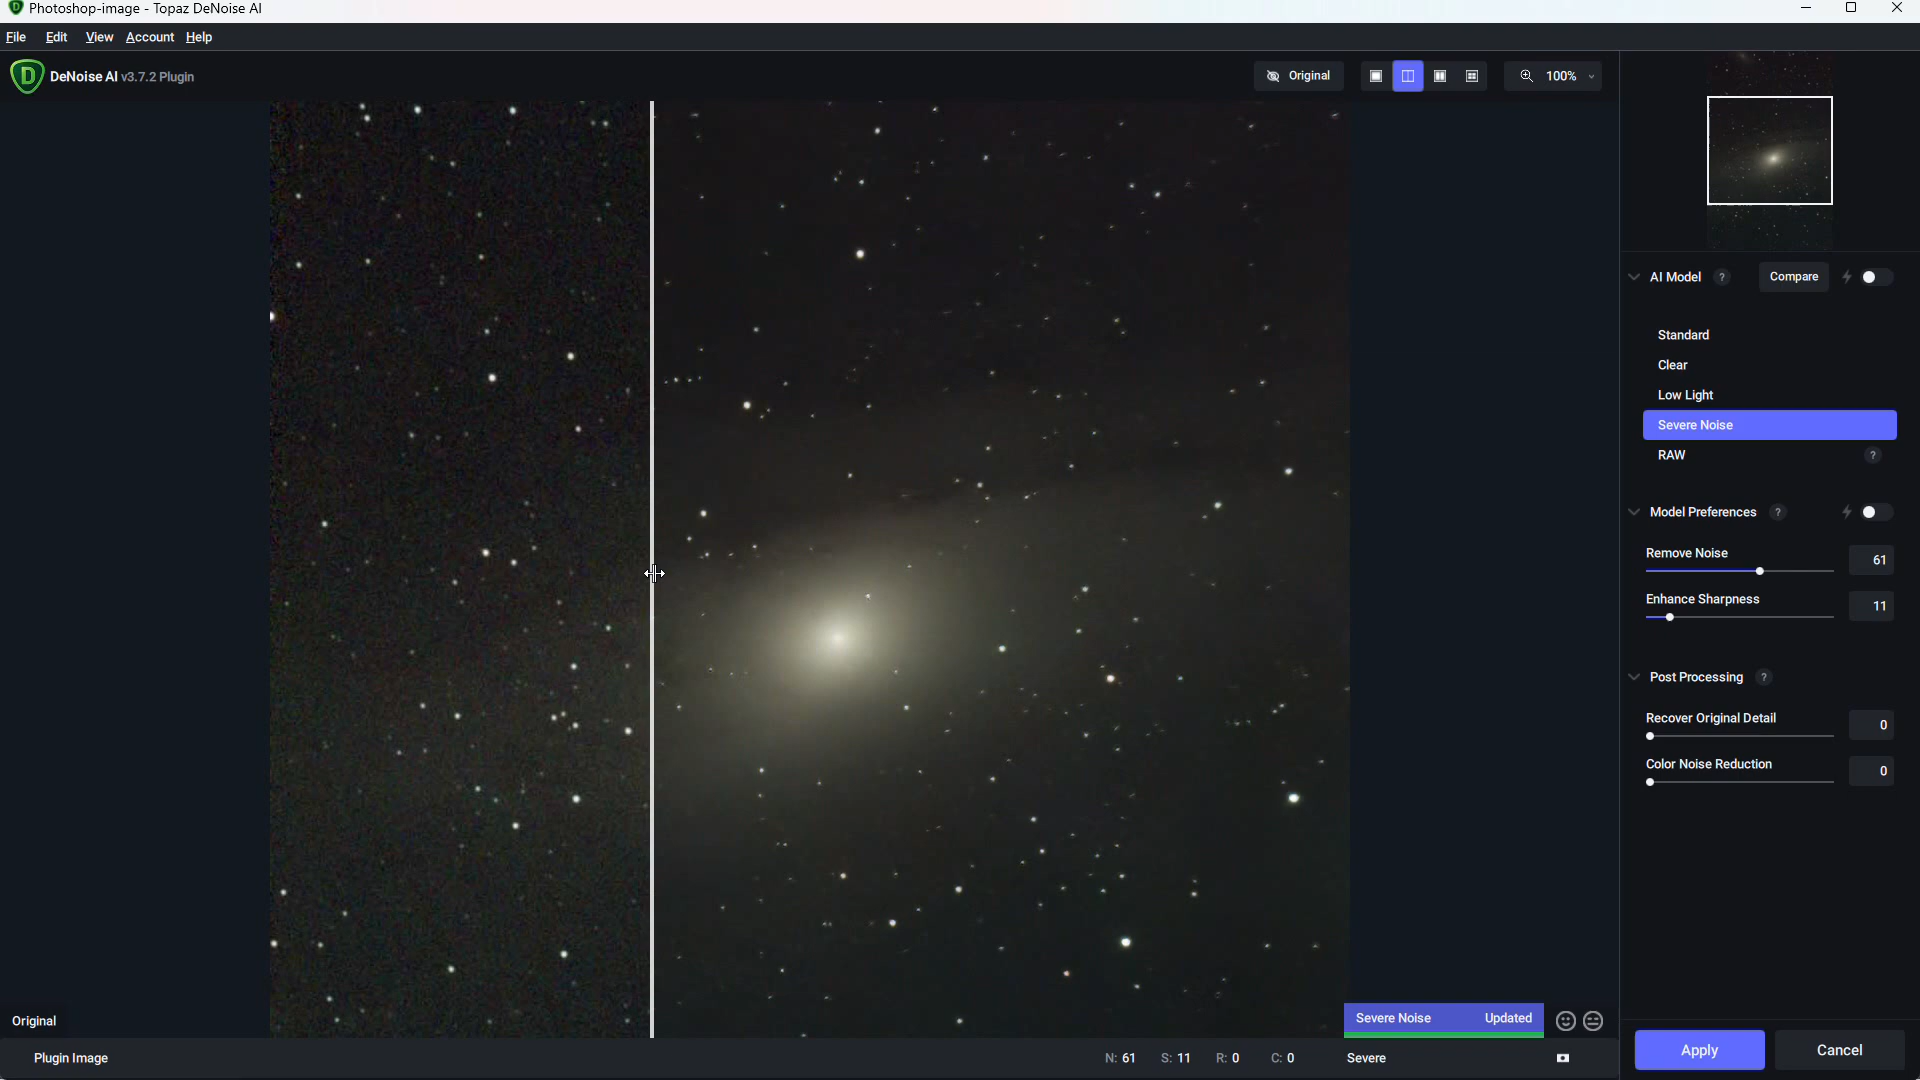 Photoshop-image - Topaz DeNoise AI
File Edit View Account Help
DeNoise AI v3.7.2 Plugin
Original
100%
AI Model ? Compare
Standard
Clear
Low Light
Severe Noise
RAW ?
Model Preferences ?
Remove Noise 61
Enhance Sharpness 11
Post Processing ?
Recover Original Detail 0
Color Noise Reduction 0
Original
Severe Noise Updated
Plugin Image
N: 61 S: 11 R: 0 C: 0 Severe
Apply Cancel